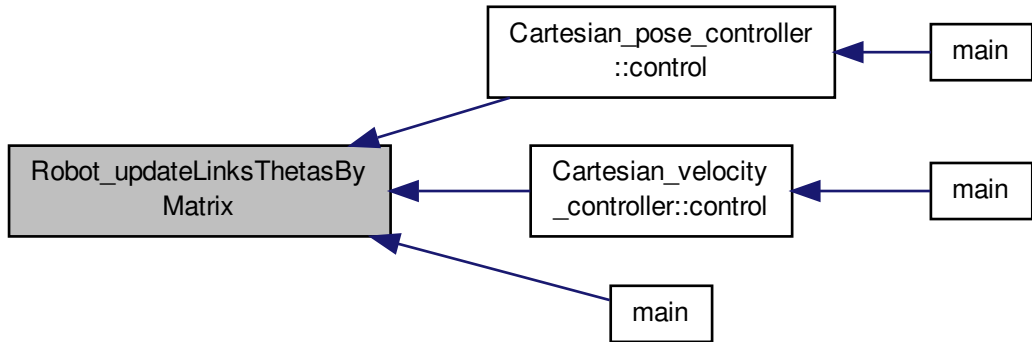 Cartesian_pose_controller
::control
main
Robot_updateLinksThetasBy
Matrix
Cartesian_velocity
_controller::control
main
main